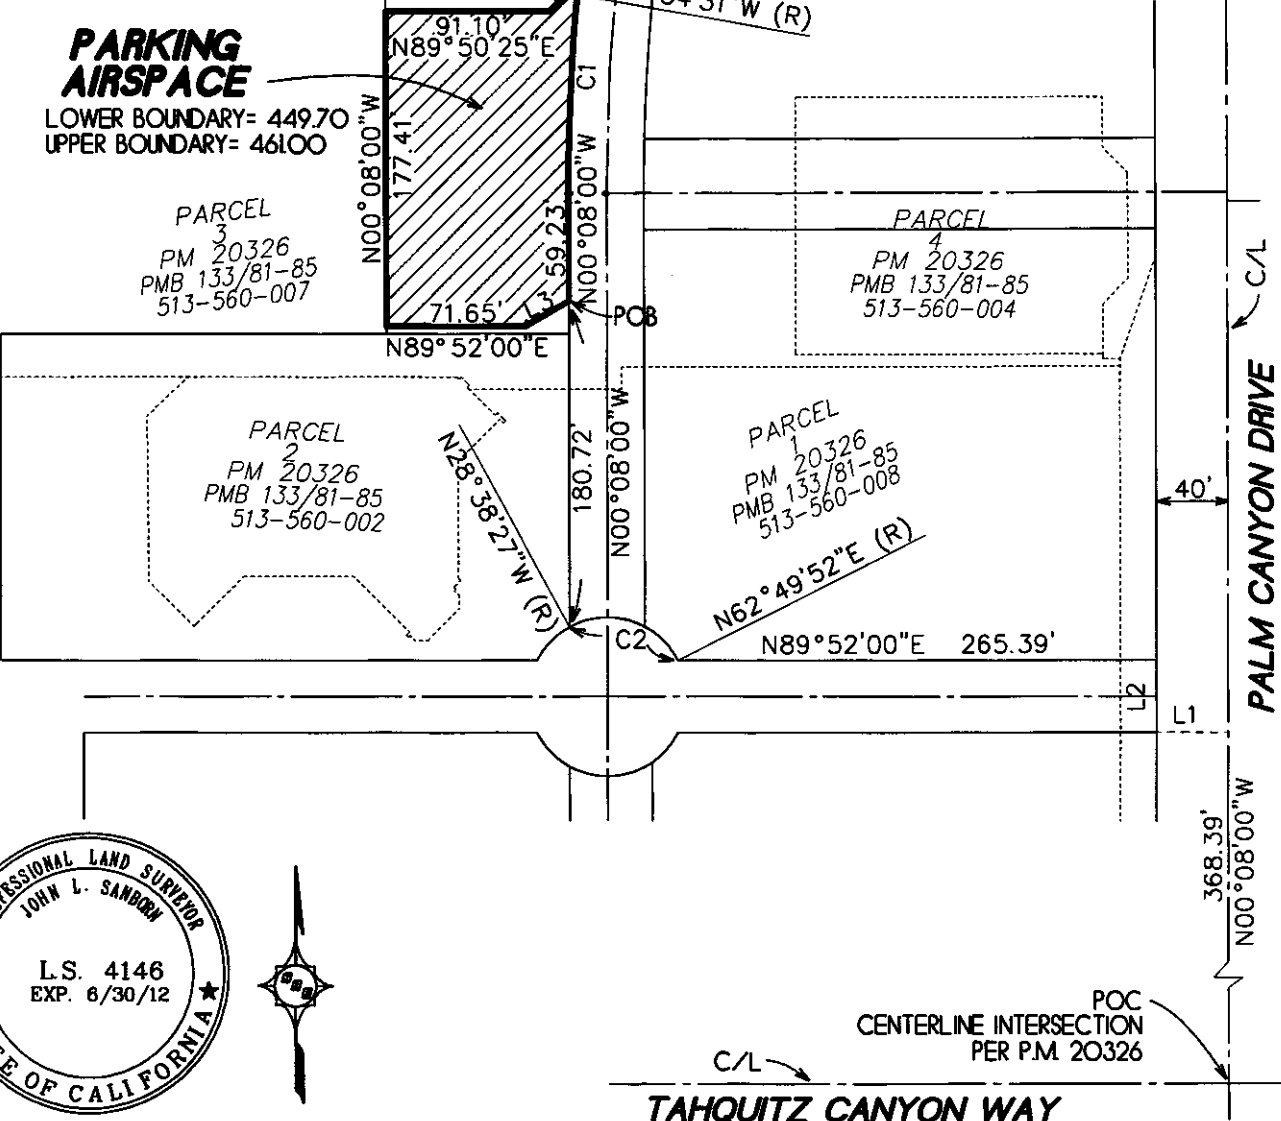 54'31"W (R)
91.10'
N89°50'25"E
PARKING
AIRSPACE
LOWER BOUNDARY= 449.70
UPPER BOUNDARY= 461.00
N00°08'00"W
177.41
C1
59.23'
N00°08'00"W
L3
71.65'
N89°52'00"E
POB
PARCEL
3
PM 20326
PMB 133/81-85
513-560-007
PARCEL
4
PM 20326
PMB 133/81-85
513-560-004
C/L
PALM CANYON DRIVE
40'
PARCEL
2
PM 20326
PMB 133/81-85
513-560-002
N28°38'27"W (R)
180.72'
N00°08'00"W
PARCEL
1
PM 20326
PMB 133/81-85
513-560-008
N62°49'52"E (R)
C2
N89°52'00"E 265.39'
L2
L1
368.39'
N00°08'00"W
LAND SURVEYOR
JOHN L. SANBORN
L.S. 4146
EXP. 6/30/12
OF CALIFORNIA
POC
CENTERLINE INTERSECTION
PER P.M. 20326
C/L
TAHQUITZ CANYON WAY